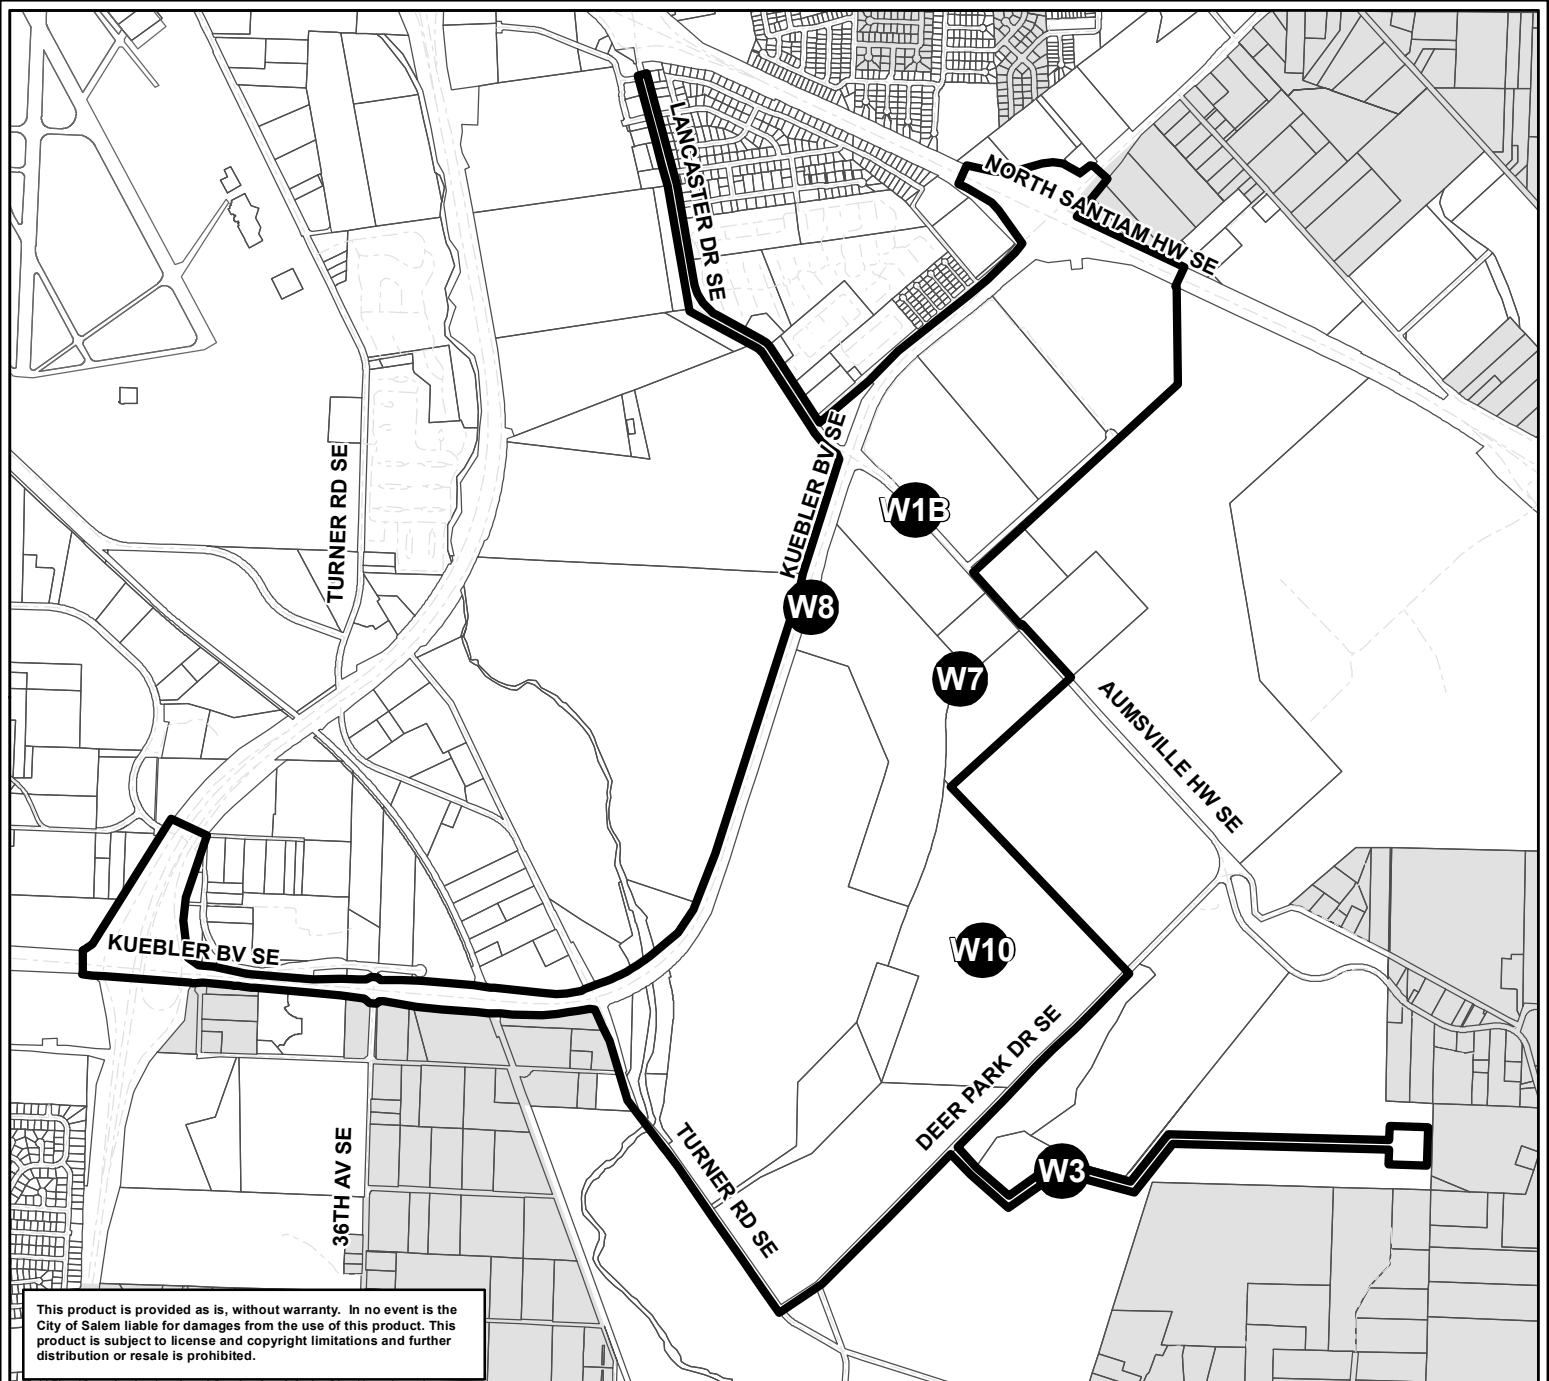 LANCASTER DR SE
NORTH SANTIAM HW SE
TURNER RD SE
KUEBLER BV SE
W1B
W8
W7
AUMSVILLE HW SE
KUEBLER BV SE
W10
DEER PARK DR SE
36TH AV SE
TURNER RD SE
W3
This product is provided as is, without warranty. In no event is the
City of Salem liable for damages from the use of this product. This
product is subject to license and copyright limitations and further
distribution or resale is prohibited.